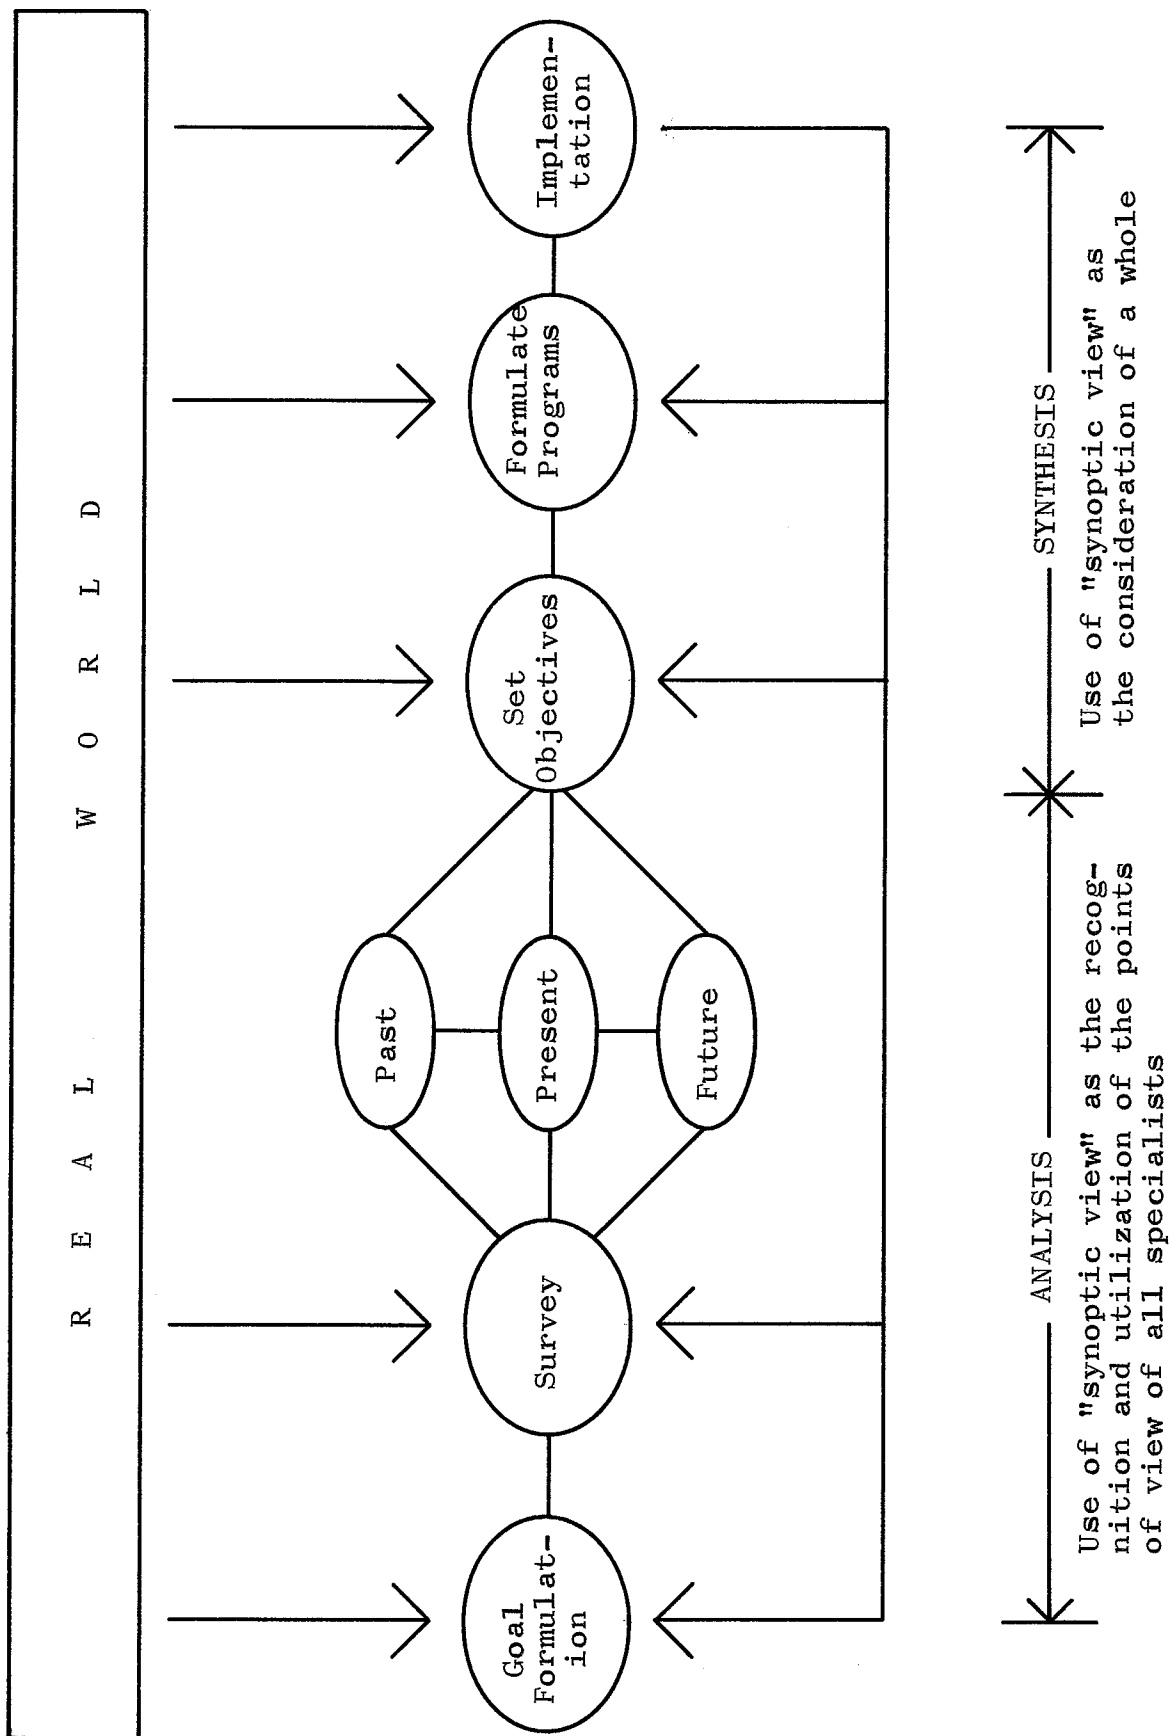 REAL WORLD
Goal
Formulat-
ion
Survey
Past
Present
Future
Set
Objectives
Formulate
Programs
Implemen-
tation
ANALYSIS
Use of "synoptic view" as the recog-
nition and utilization of the points
of view of all specialists
SYNTHESIS
Use of "synoptic view" as
the consideration of a whole